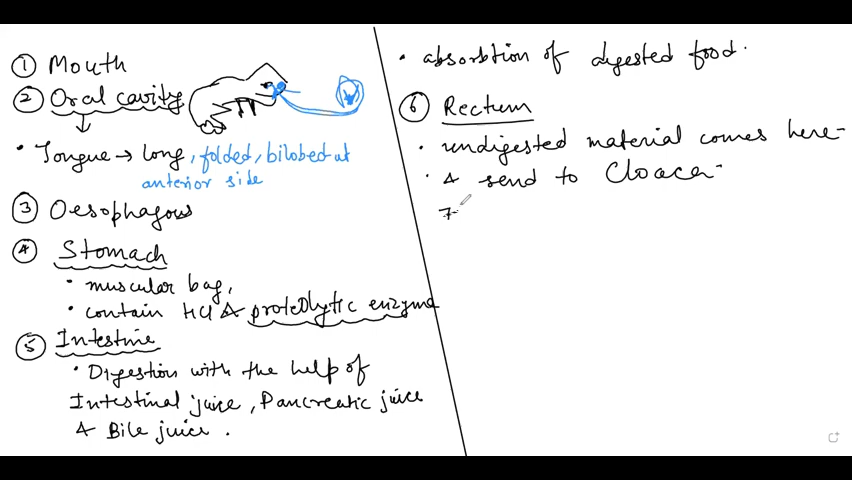 ① Mouth
② Oral cavity
• Tongue → long, folded, bilobed at
anterior side
③ Oesophagous
④ Stomach
• muscular bag,
• contain HCl & proteolytic enzyme
⑤ Intestine
• Digestion with the help of
Intestinal juice, Pancreatic juice
& Bile juice.
• absorbtion of digested food.
⑥ Rectum
• undigested material comes here-
• & send to Cloaca-